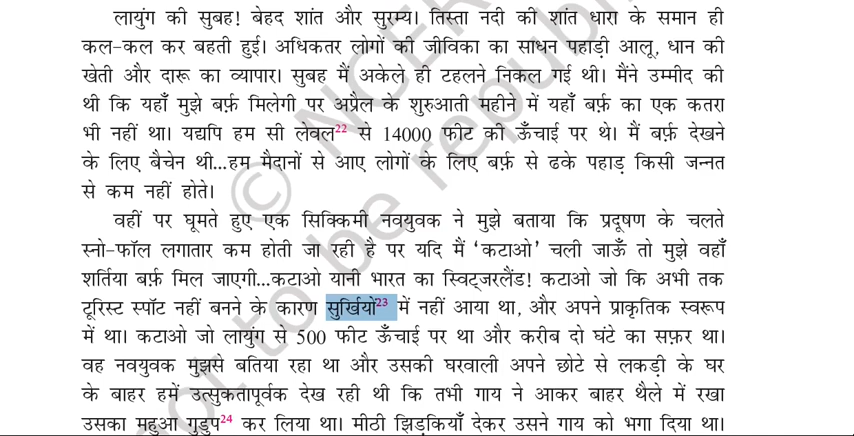 लायुंग की सुबह! बेहद शांत और सुरम्य। तिस्ता नदी की शांत धारा के समान ही
कल-कल कर बहती हुई। अधिकतर लोगों की जीविका का साधन पहाड़ी आलू, धान की
खेती और दारू का व्यापार। सुबह मैं अकेले ही टहलने निकल गई थी। मैंने उम्मीद की
थी कि यहाँ मुझे बर्फ़ मिलेगी पर अप्रैल के शुरुआती महीने में यहाँ बर्फ़ का एक कतरा
भी नहीं था। यद्यपि हम सी लेवल22 से 14000 फीट की ऊँचाई पर थे। मैं बर्फ़ देखने
के लिए बैचेन थी...हम मैदानों से आए लोगों के लिए बर्फ़ से ढके पहाड़ किसी जन्नत
से कम नहीं होते।
वहीं पर घूमते हुए एक सिक्किमी नवयुवक ने मुझे बताया कि प्रदूषण के चलते
स्नो-फॉल लगातार कम होती जा रही है पर यदि मैं ‘कटाओ’ चली जाऊँ तो मुझे वहाँ
शर्तिया बर्फ़ मिल जाएगी...कटाओ यानी भारत का स्विट्जरलैंड! कटाओ जो कि अभी तक
टूरिस्ट स्पॉट नहीं बनने के कारण सुर्खियों23 में नहीं आया था, और अपने प्राकृतिक स्वरूप
में था। कटाओ जो लायुंग से 500 फीट ऊँचाई पर था और करीब दो घंटे का सफ़र था।
वह नवयुवक मुझसे बतिया रहा था और उसकी घरवाली अपने छोटे से लकड़ी के घर
के बाहर हमें उत्सुकतापूर्वक देख रही थी कि तभी गाय ने आकर बाहर थैले में रखा
उसका महुआ गुडुप24 कर लिया था। मीठी झिड़कियाँ देकर उसने गाय को भगा दिया था।
© NCER
not to be republi